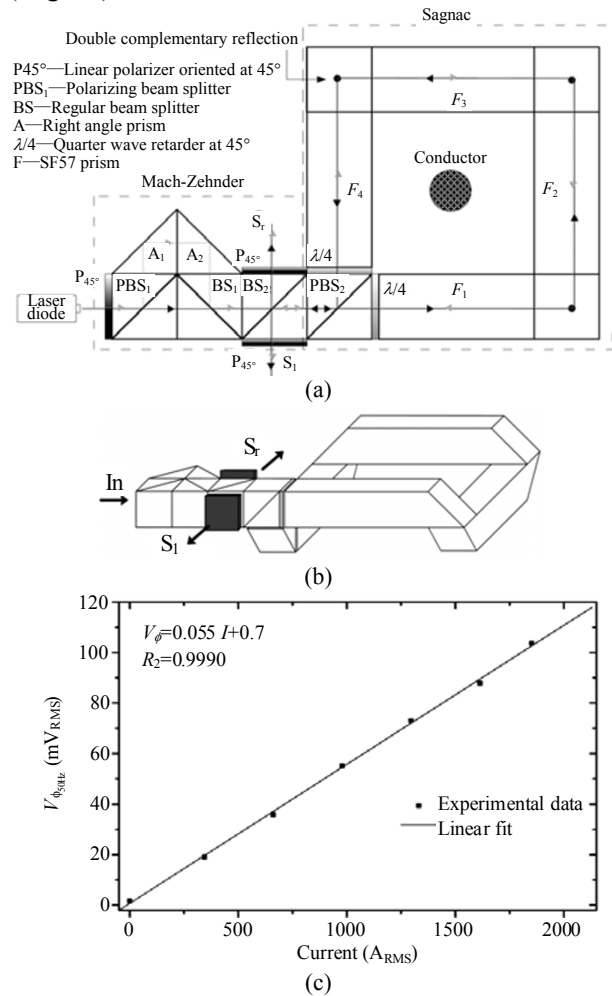 Sagnac
Double complementary reflection
P45°—Linear polarizer oriented at 45°
PBS1—Polarizing beam splitter
BS—Regular beam splitter
A—Right angle prism
λ/4—Quarter wave retarder at 45°
F—SF57 prism
F3
Conductor
F4
F2
Mach-Zehnder
Sr
A1
A2
P45°
λ/4
P45°
PBS1
BS1
BS2
PBS2
λ/4
F1
Laser
diode
P45°
S1
(a)
Sr
In
S1
(b)
120
Vϕ=0.055 I+0.7
R2=0.9990
100
80
60
40
20
0
Vϕ50Hz (mVRMS)
Experimental data
Linear fit
0
500
1000
1500
2000
Current (ARMS)
(c)